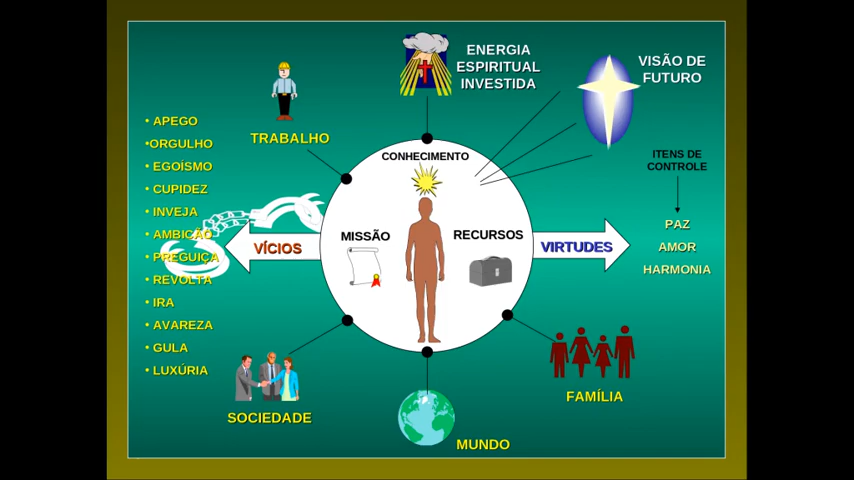 ENERGIA
ESPIRITUAL
INVESTIDA
VISÃO DE
FUTURO
TRABALHO
• APEGO
•ORGULHO
• EGOÍSMO
• CUPIDEZ
• INVEJA
• AMBIÇÃO
• PREGUIÇA
• REVOLTA
• IRA
• AVAREZA
• GULA
• LUXÚRIA
CONHECIMENTO
MISSÃO
RECURSOS
VÍCIOS
VIRTUDES
ITENS DE
CONTROLE
PAZ
AMOR
HARMONIA
SOCIEDADE
MUNDO
FAMÍLIA